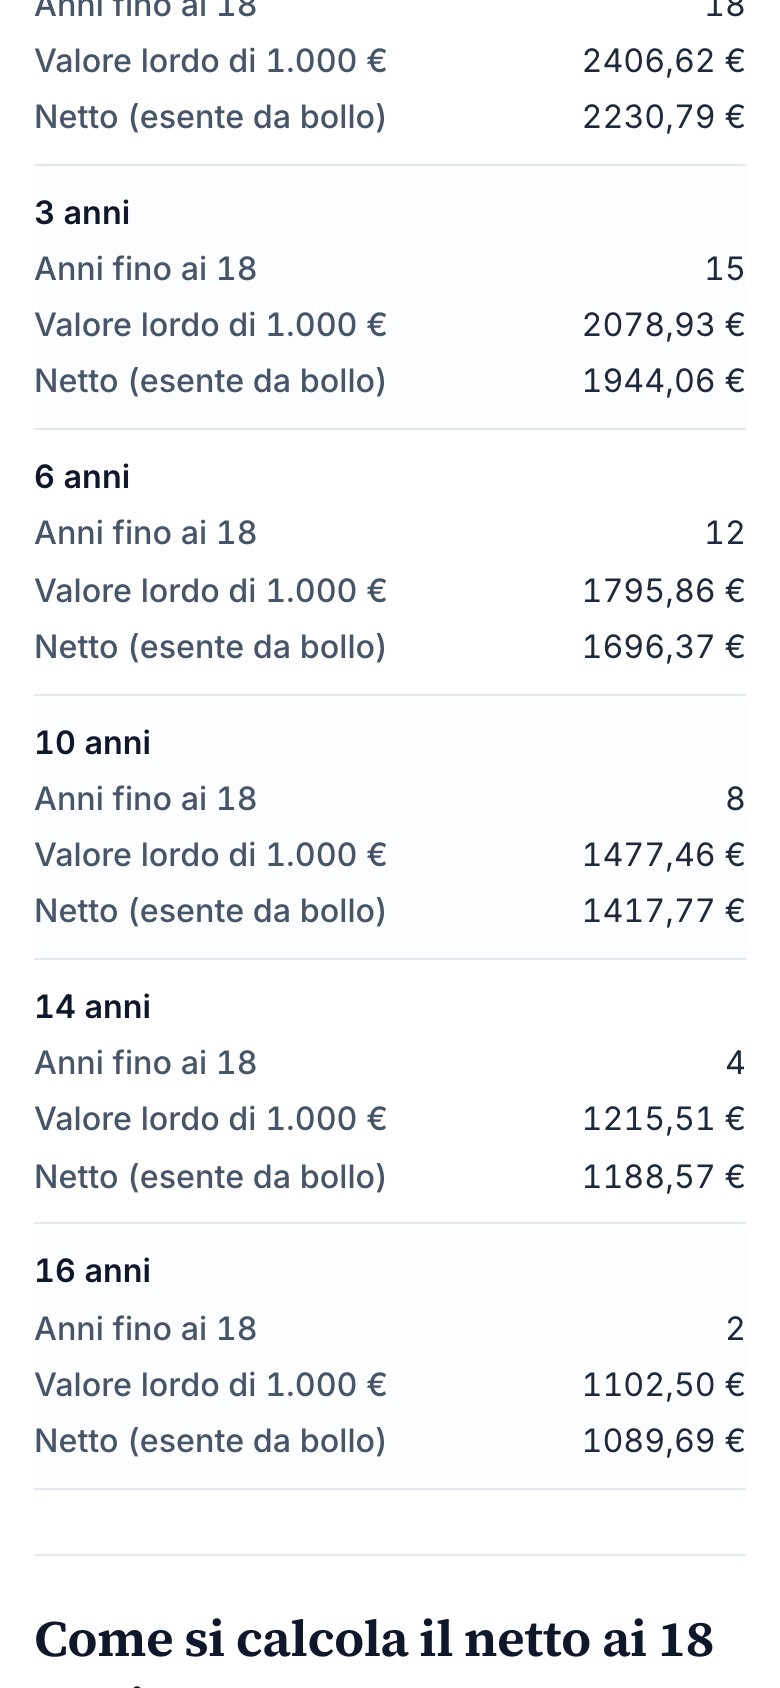 Anni fino ai 18 18
Valore lordo di 1.000 € 2406,62 €
Netto (esente da bollo) 2230,79 €
3 anni
Anni fino ai 18 15
Valore lordo di 1.000 € 2078,93 €
Netto (esente da bollo) 1944,06 €
6 anni
Anni fino ai 18 12
Valore lordo di 1.000 € 1795,86 €
Netto (esente da bollo) 1696,37 €
10 anni
Anni fino ai 18 8
Valore lordo di 1.000 € 1477,46 €
Netto (esente da bollo) 1417,77 €
14 anni
Anni fino ai 18 4
Valore lordo di 1.000 € 1215,51 €
Netto (esente da bollo) 1188,57 €
16 anni
Anni fino ai 18 2
Valore lordo di 1.000 € 1102,50 €
Netto (esente da bollo) 1089,69 €
Come si calcola il netto ai 18